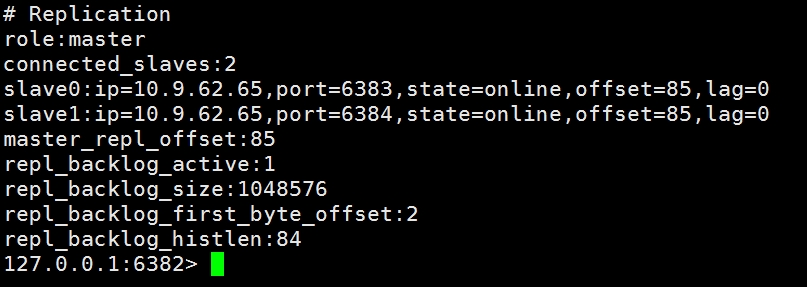 # Replication
role:master
connected_slaves:2
slave0:ip=10.9.62.65,port=6383,state=online,offset=85,lag=0
slave1:ip=10.9.62.65,port=6384,state=online,offset=85,lag=0
master_repl_offset:85
repl_backlog_active:1
repl_backlog_size:1048576
repl_backlog_first_byte_offset:2
repl_backlog_histlen:84
127.0.0.1:6382>